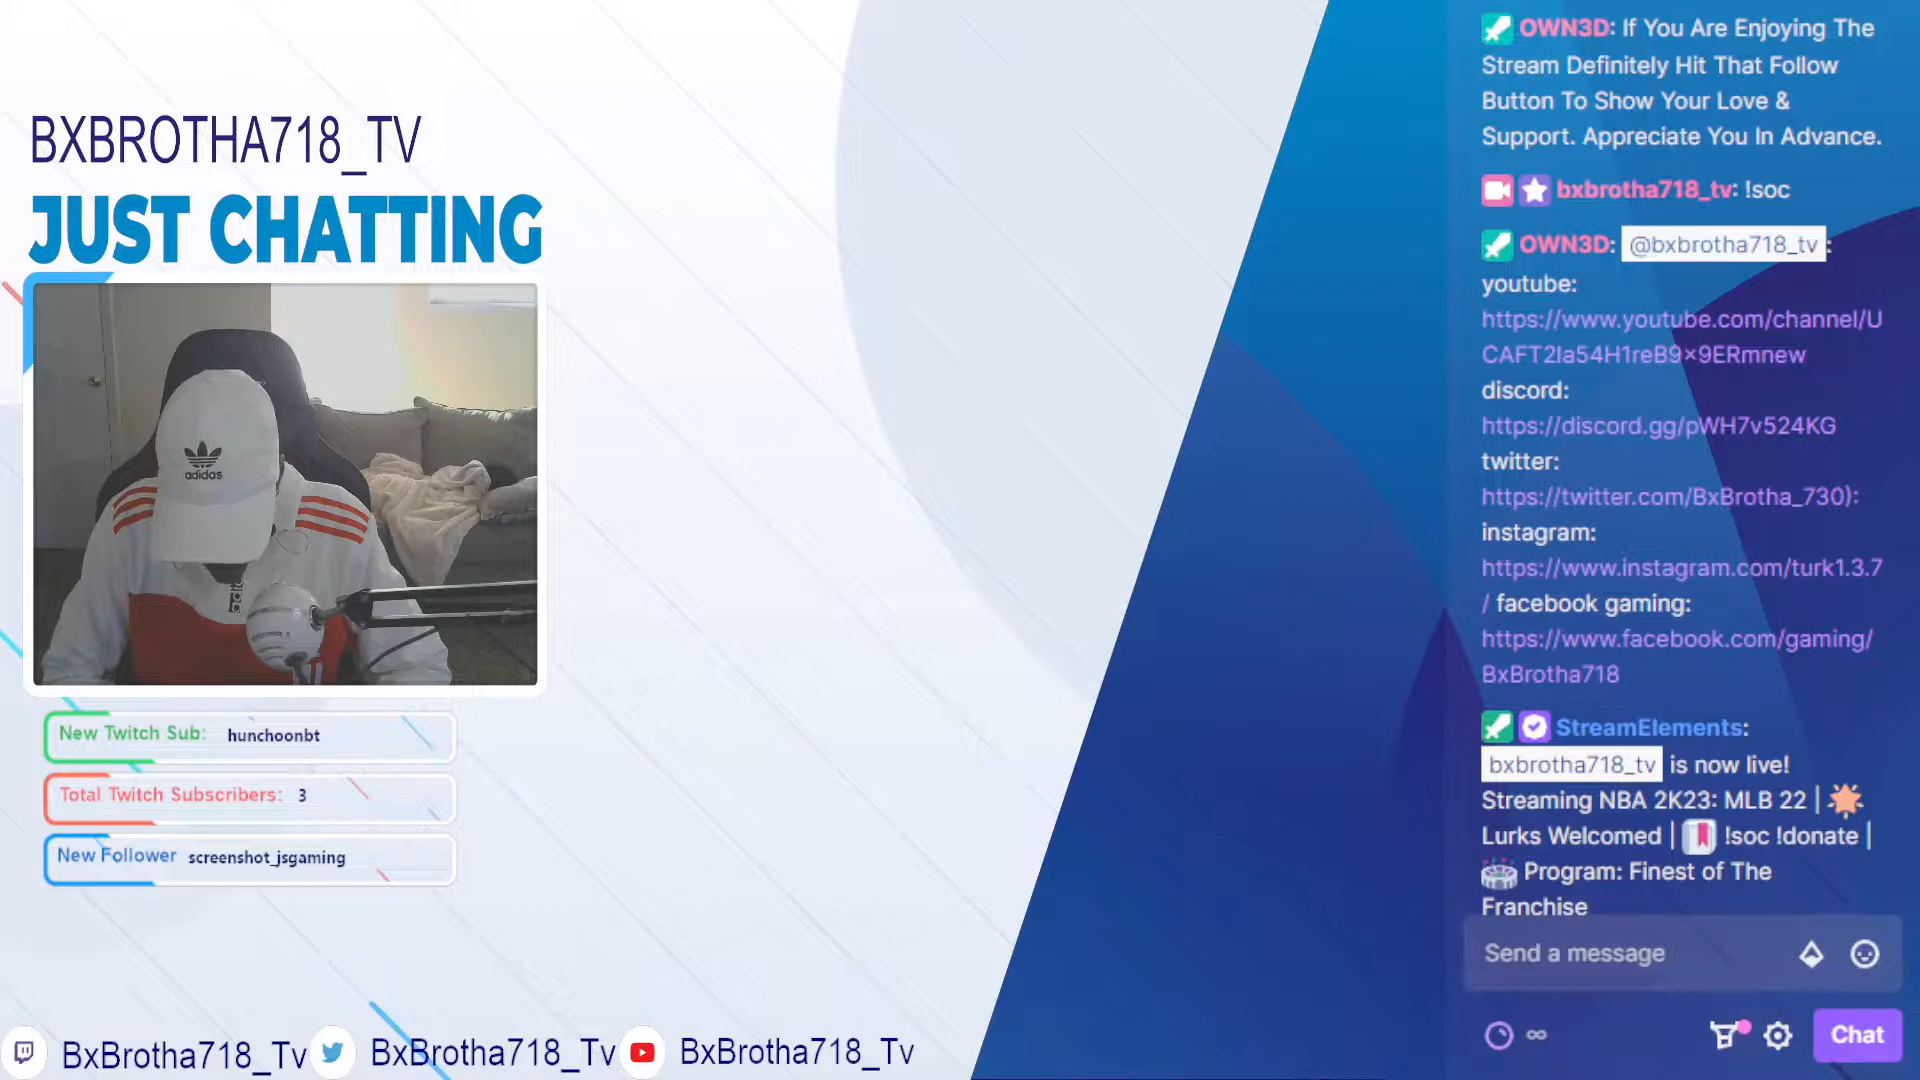 BXBROTHA718_TV
JUST CHATTING
adidas
New Twitch Sub: hunchoonbt
Total Twitch Subscribers: 3
New Follower screenshot_jsgaming
BxBrotha718_Tv BxBrotha718_Tv BxBrotha718_Tv
OWN3D: If You Are Enjoying The
Stream Definitely Hit That Follow
Button To Show Your Love &
Support. Appreciate You In Advance.
bxbrotha718_tv: !soc
OWN3D: @bxbrotha718_tv :
youtube:
https://www.youtube.com/channel/U
CAFT2la54H1reB9x9ERmnew
discord:
https://discord.gg/pWH7v524KG
twitter:
https://twitter.com/BxBrotha_730):
instagram:
https://www.instagram.com/turk1.3.7
/ facebook gaming:
https://www.facebook.com/gaming/
BxBrotha718
StreamElements:
bxbrotha718_tv is now live!
Streaming NBA 2K23: MLB 22 |
Lurks Welcomed | !soc !donate |
Program: Finest of The
Franchise
Send a message
∞
Chat